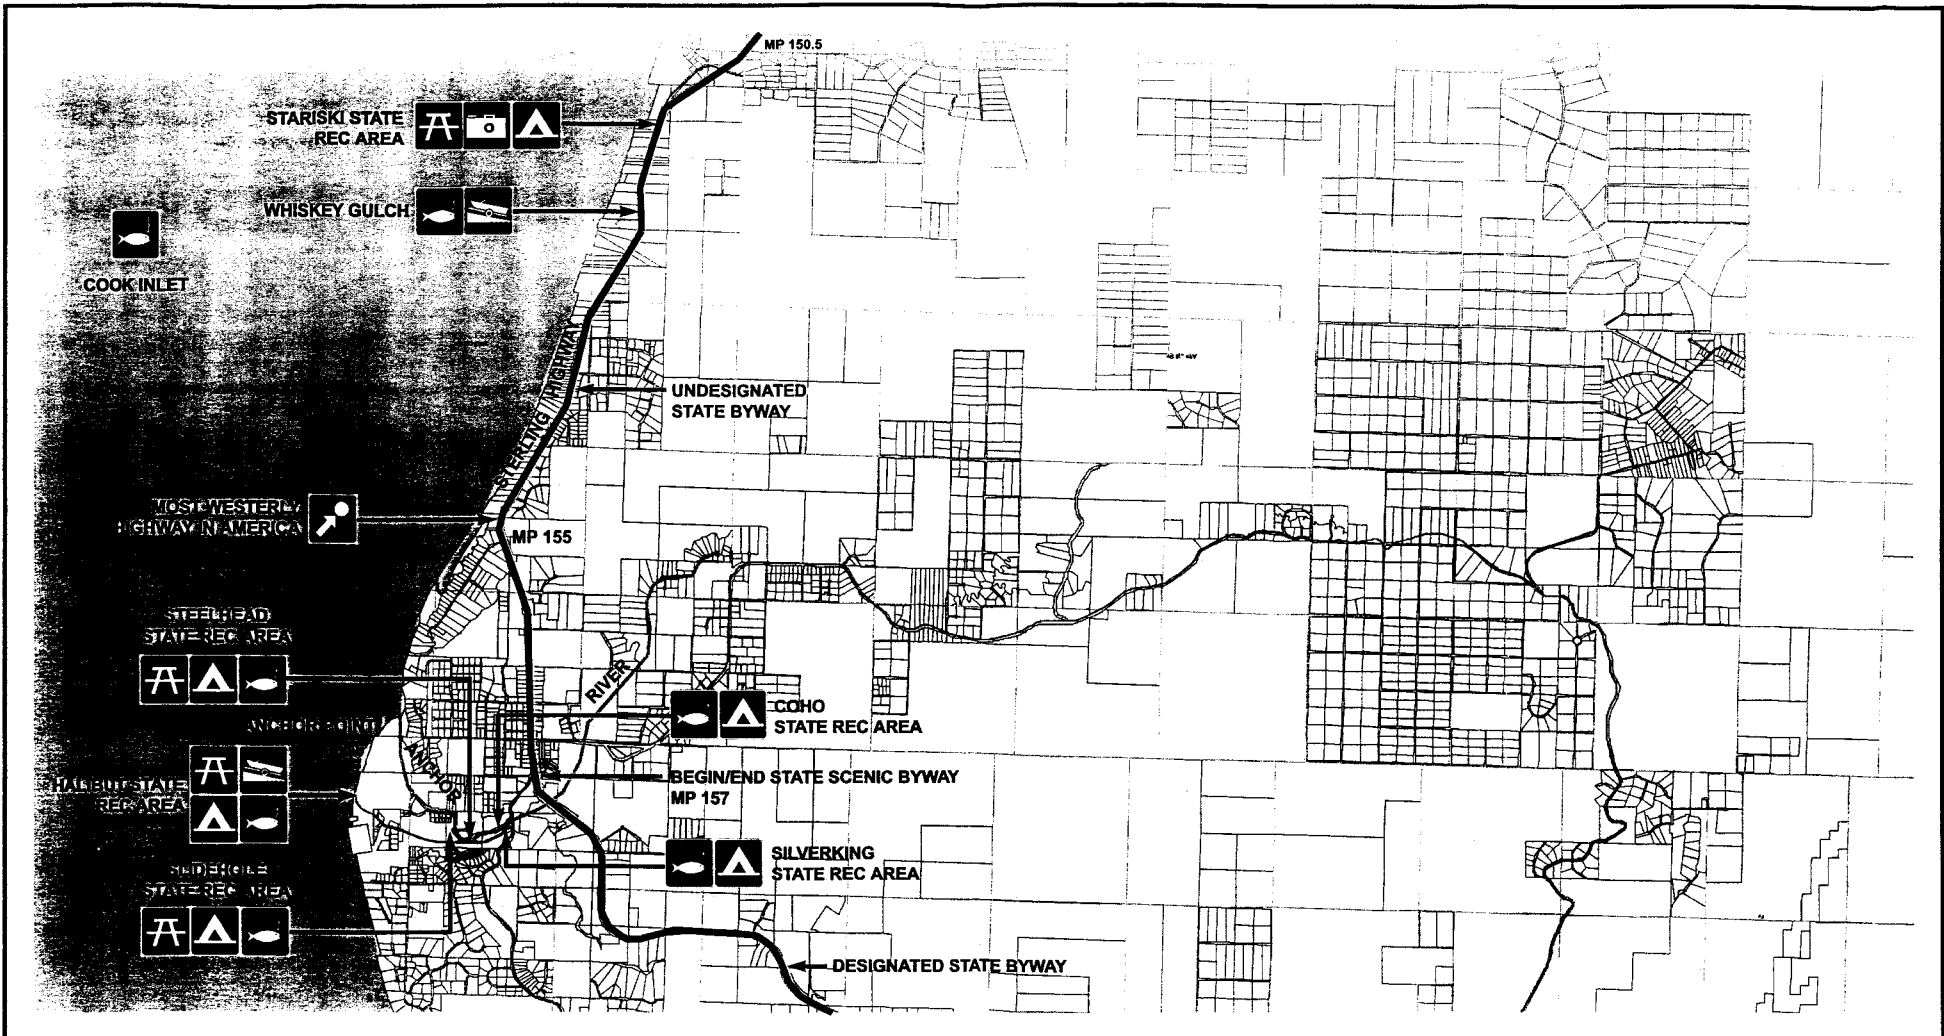 MP 150.5
STARISKI STATE
REC AREA
WHISKEY GULCH
COOK INLET
STERLING HIGHWAY
UNDESIGNATED
STATE BYWAY
MOST WESTERLY
HIGHWAY IN AMERICA
MP 155
STEELHEAD
STATE REC AREA
RIVER
COHO
STATE REC AREA
ANCHOR POINT
ANCHOR
BEGIN/END STATE SCENIC BYWAY
MP 157
HALIBUT STATE
REC AREA
SILVERKING
STATE REC AREA
SLIDEHOLE
STATE REC AREA
DESIGNATED STATE BYWAY